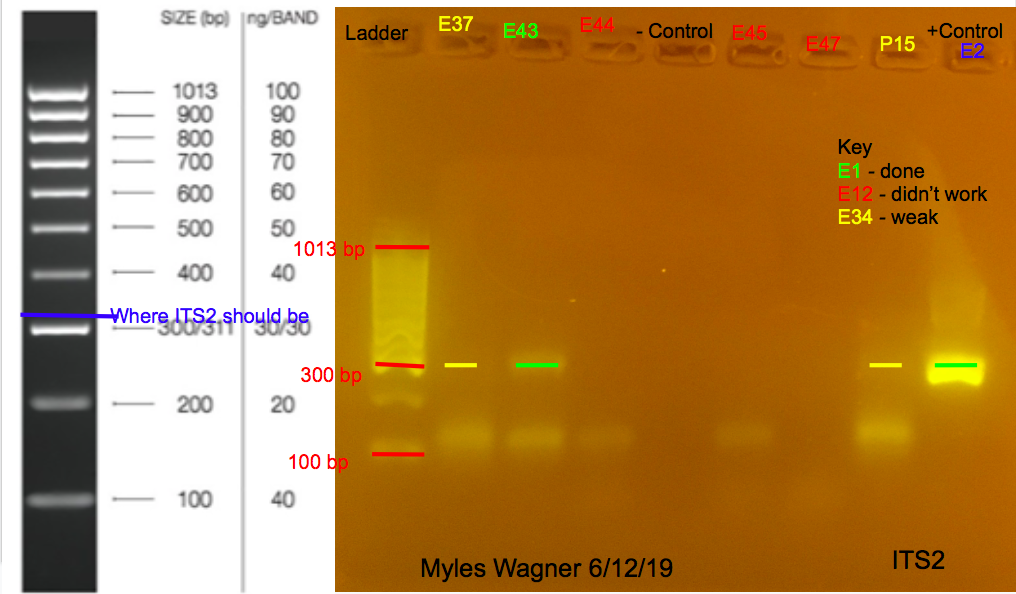 SIZE (bp) ng/BAND
1013 100
900 90
800 80
700 70
600 60
500 50
400 40
Where ITS2 should be
300/311 30/30
200 20
100 40
Ladder E37 E43 E44 - Control E45 E47 P15 +Control
E2
Key
E1 - done
E12 - didn't work
E34 - weak
1013 bp
300 bp
100 bp
Myles Wagner 6/12/19
ITS2